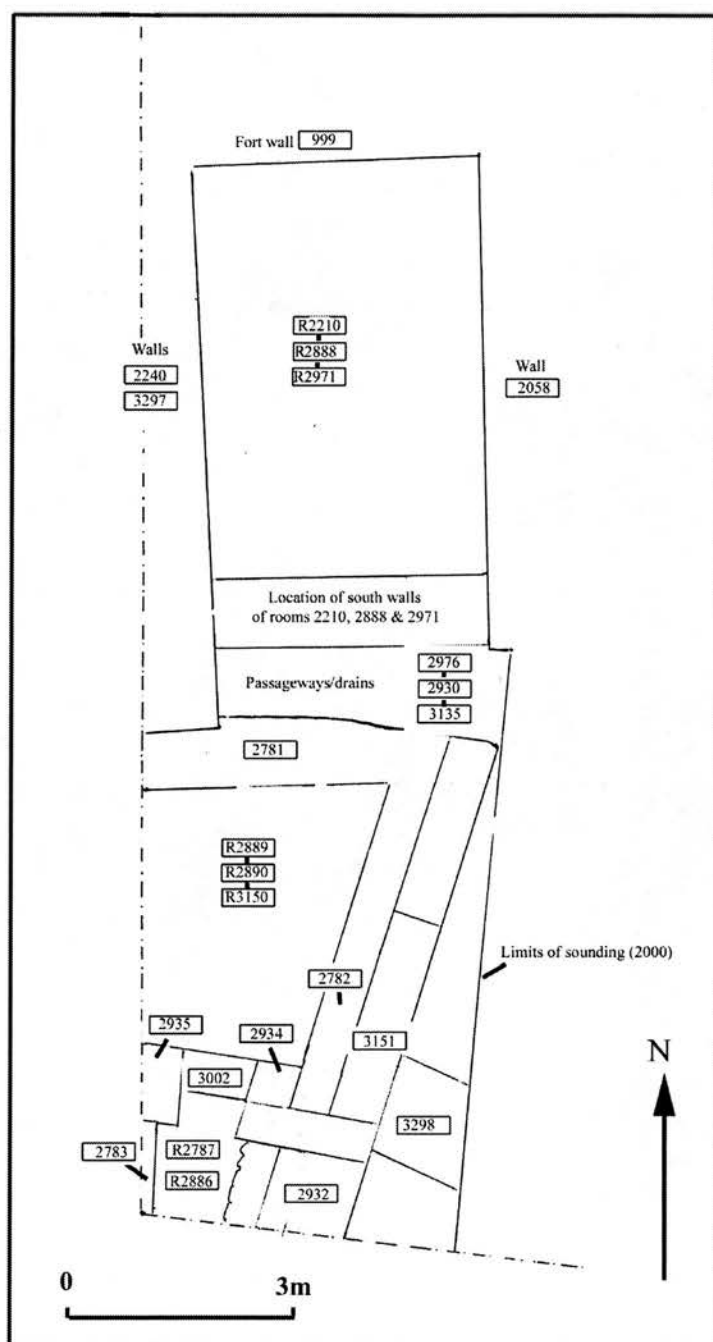 Fort wall 999
R2210
R2888
R2971
Walls
2240
3297
Wall
2058
Location of south walls
of rooms 2210, 2888 & 2971
Passageways/drains
2976
2930
3135
2781
R2889
R2890
R3150
Limits of sounding (2000)
2782
2935
2934
3151
3002
N
3298
2783
R2787
R2886
2932
0 3m